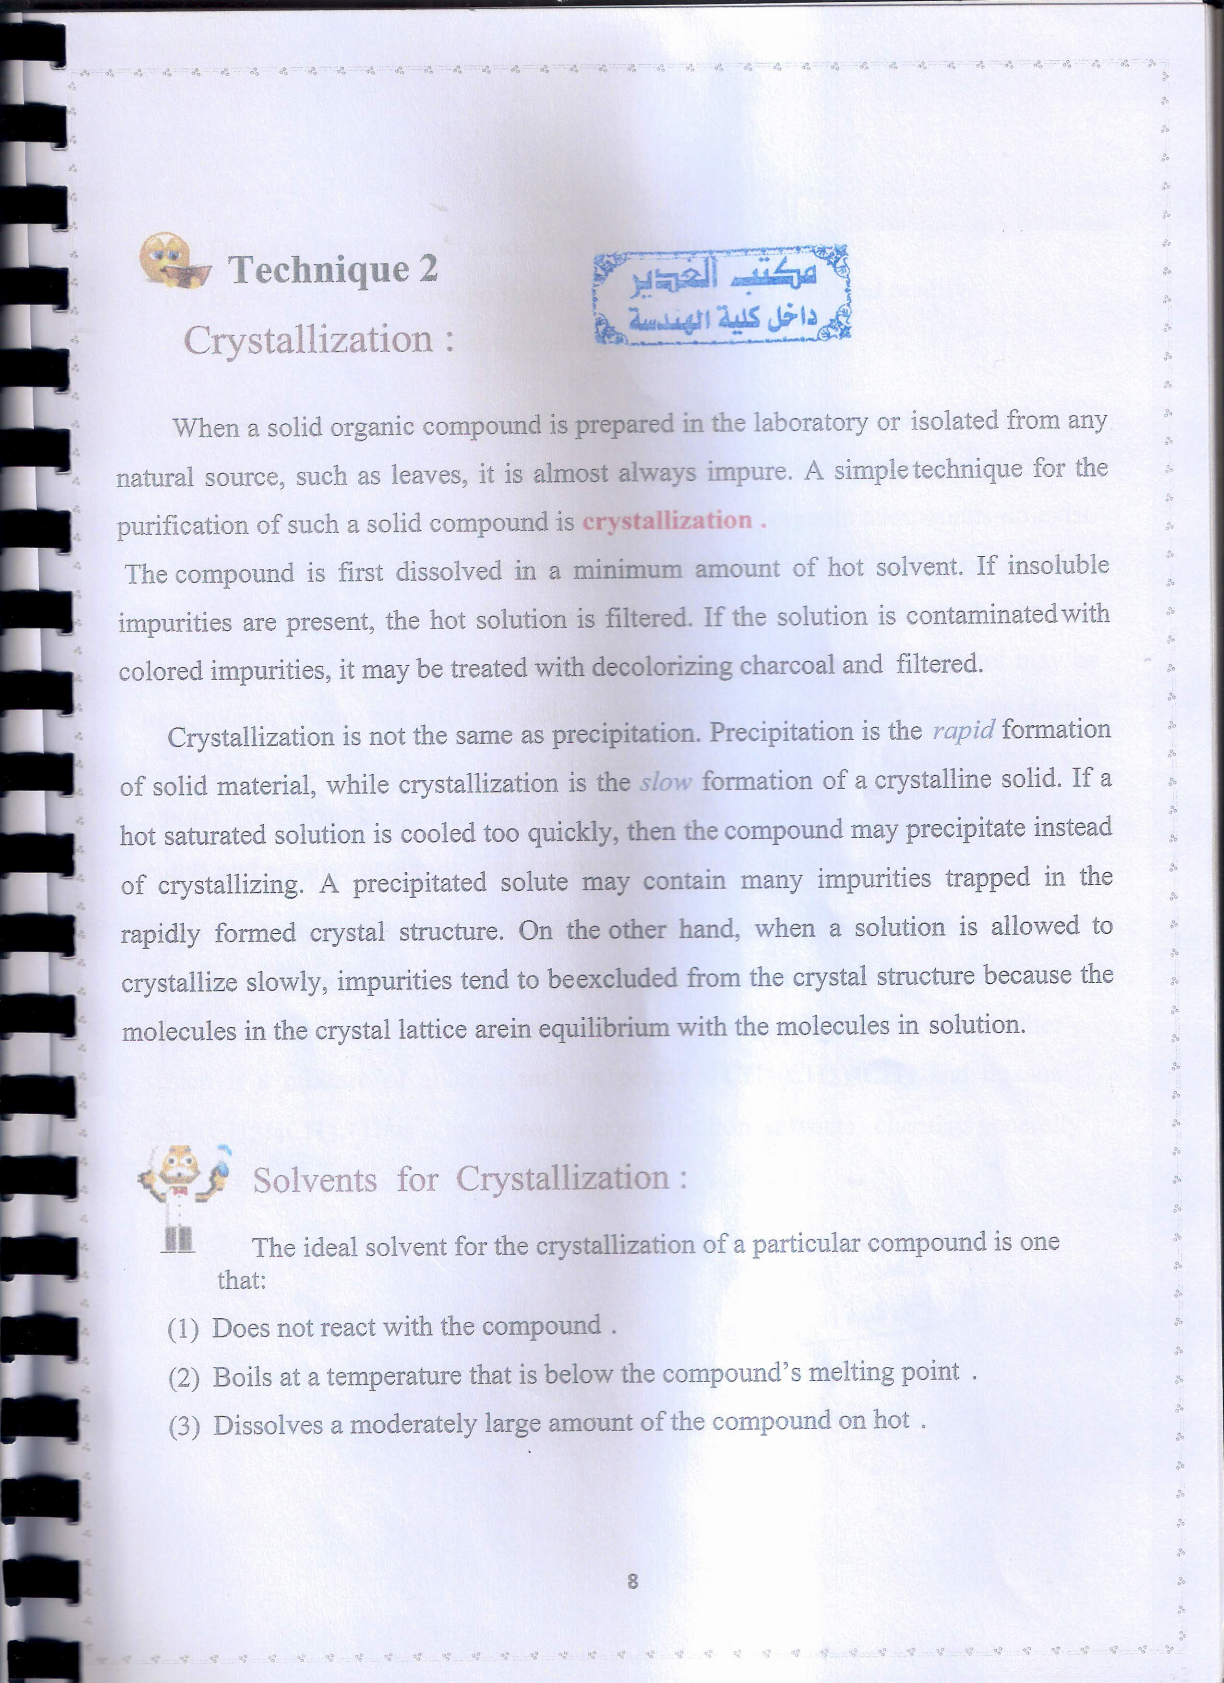 Technique 2
مكتب الغدير
داخل كلية الهندسة
Crystallization :
When a solid organic compound is prepared in the laboratory or isolated from any
natural source, such as leaves, it is almost always impure. A simple technique for the
purification of such a solid compound is crystallization .
The compound is first dissolved in a minimum amount of hot solvent. If insoluble
impurities are present, the hot solution is filtered. If the solution is contaminatedwith
colored impurities, it may be treated with decolorizing charcoal and filtered.
Crystallization is not the same as precipitation. Precipitation is the rapid formation
of solid material, while crystallization is the slow formation of a crystalline solid. If a
hot saturated solution is cooled too quickly, then the compound may precipitate instead
of crystallizing. A precipitated solute may contain many impurities trapped in the
rapidly formed crystal structure. On the other hand, when a solution is allowed to
crystallize slowly, impurities tend to beexcluded from the crystal structure because the
molecules in the crystal lattice arein equilibrium with the molecules in solution.
Solvents for Crystallization :
The ideal solvent for the crystallization of a particular compound is one
that:
(1) Does not react with the compound .
(2) Boils at a temperature that is below the compound's melting point .
(3) Dissolves a moderately large amount of the compound on hot .
8